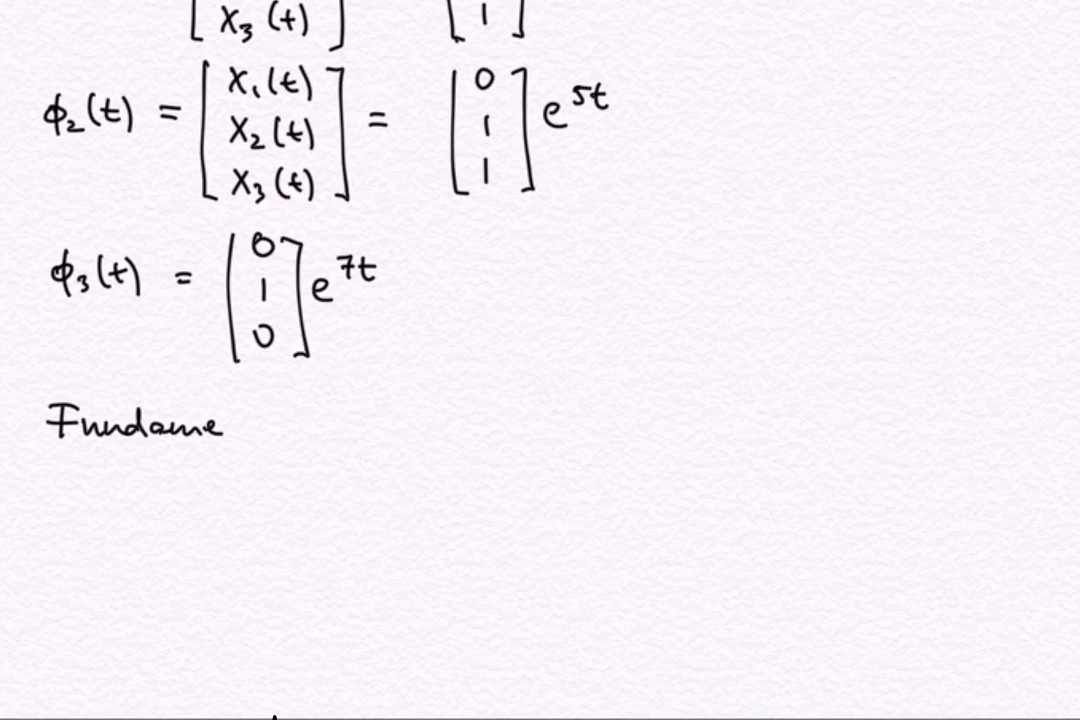 [ x₃(t) ] [ 1 ]
ϕ₂(t) = [ x₁(t) x₂(t) x₃(t) ] = [ 0 1 1 ] e^5t
ϕ₃(t) = [ 0 1 0 ] e^7t
Fundame